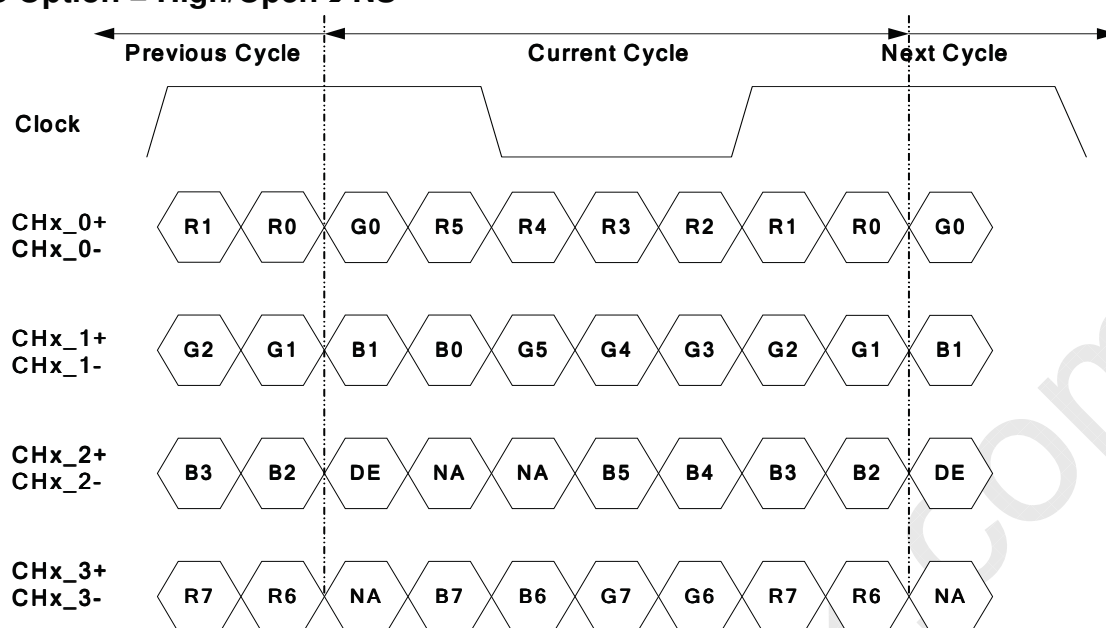 Previous Cycle Current Cycle Next Cycle
Clock
CHx_0+ R1 R0 G0 R5 R4 R3 R2 R1 R0 G0
CHx_0-
CHx_1+ G2 G1 B1 B0 G5 G4 G3 G2 G1 B1
CHx_1-
CHx_2+ B3 B2 DE NA NA B5 B4 B3 B2 DE
CHx_2-
CHx_3+ R7 R6 NA B7 B6 G7 G6 R7 R6 NA
CHx_3-